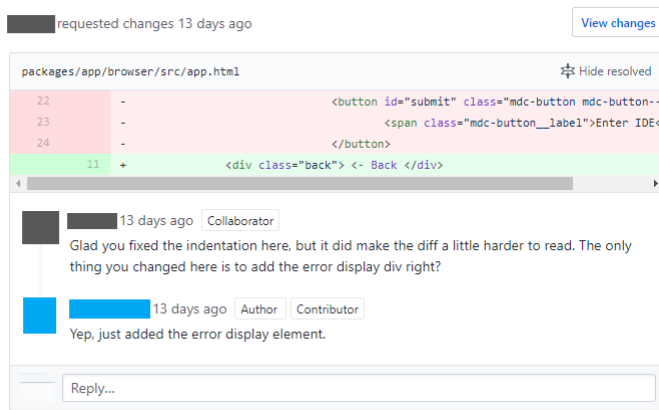 requested changes 13 days ago
View changes
packages/app/browser/src/app.html
Hide resolved
22 - <button id="submit" class="mdc-button mdc-button--
23 - <span class="mdc-button__label">Enter IDE<
24 - </button>
11 + <div class="back"> <- Back </div>
13 days ago Collaborator
Glad you fixed the indentation here, but it did make the diff a little harder to read. The only
thing you changed here is to add the error display div right?
13 days ago Author Contributor
Yep, just added the error display element.
Reply...